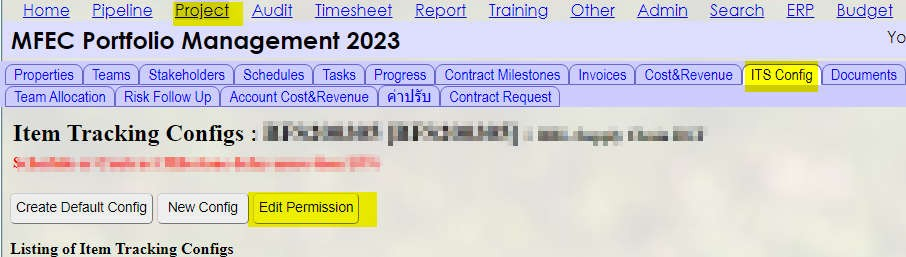 Home Pipeline Project Audit Timesheet Report Training Other Admin Search ERP Budget
MFEC Portfolio Management 2023 Yo
Properties Teams Stakeholders Schedules Tasks Progress Contract Milestones Invoices Cost&Revenue ITS Config Documents
Team Allocation Risk Follow Up Account Cost&Revenue ค่าปรับ Contract Request
Item Tracking Configs :
Create Default Config New Config Edit Permission
Listing of Item Tracking Configs